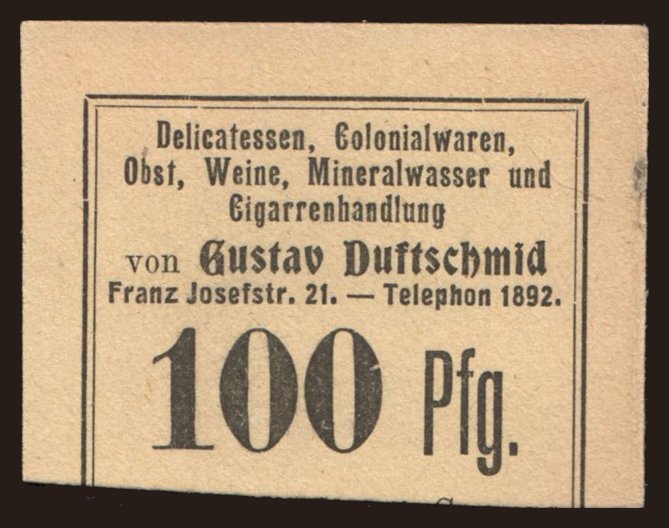 Delicatessen, Colonialwaren,
Obst, Weine, Mineralwasser und
Cigarrenhandlung
von Gustav Duftschmid
Franz Josefstr. 21. — Telephon 1892.
100 Pfg.